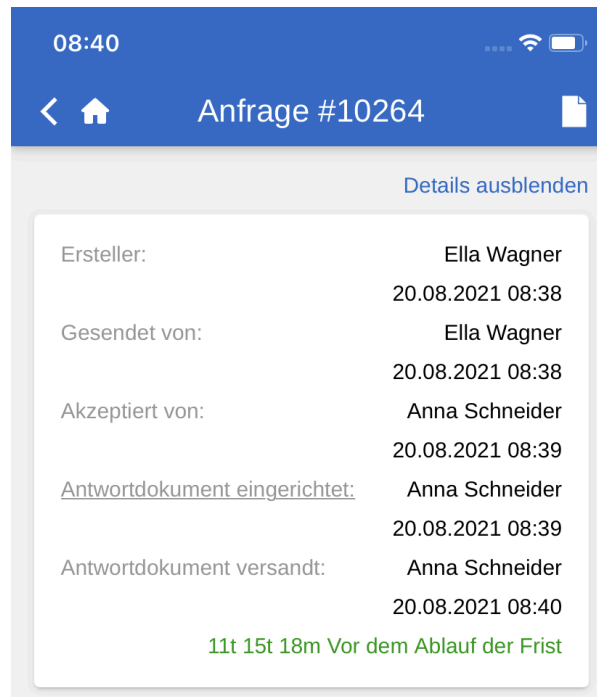 08:40
Anfrage #10264
Details ausblenden
Ersteller: Ella Wagner
20.08.2021 08:38
Gesendet von: Ella Wagner
20.08.2021 08:38
Akzeptiert von: Anna Schneider
20.08.2021 08:39
Antwortdokument eingerichtet: Anna Schneider
20.08.2021 08:39
Antwortdokument versandt: Anna Schneider
20.08.2021 08:40
11t 15t 18m Vor dem Ablauf der Frist